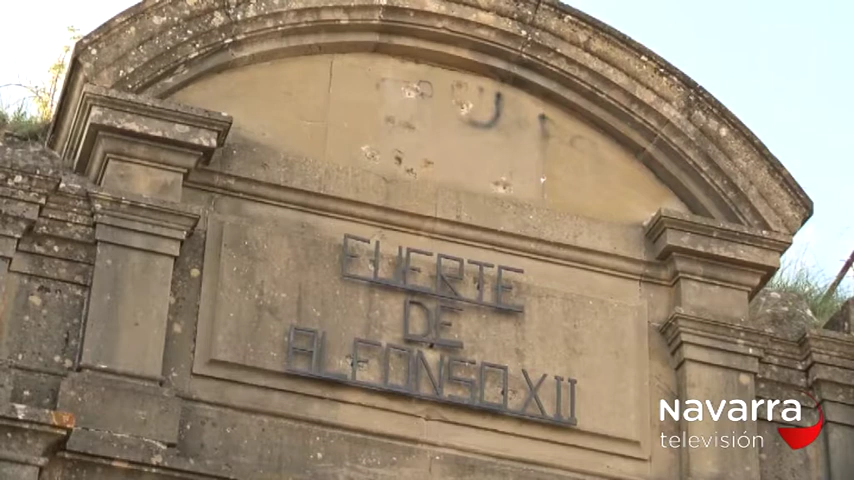 FUERTE
DE
ALFONSO XII
Navarra
televisión